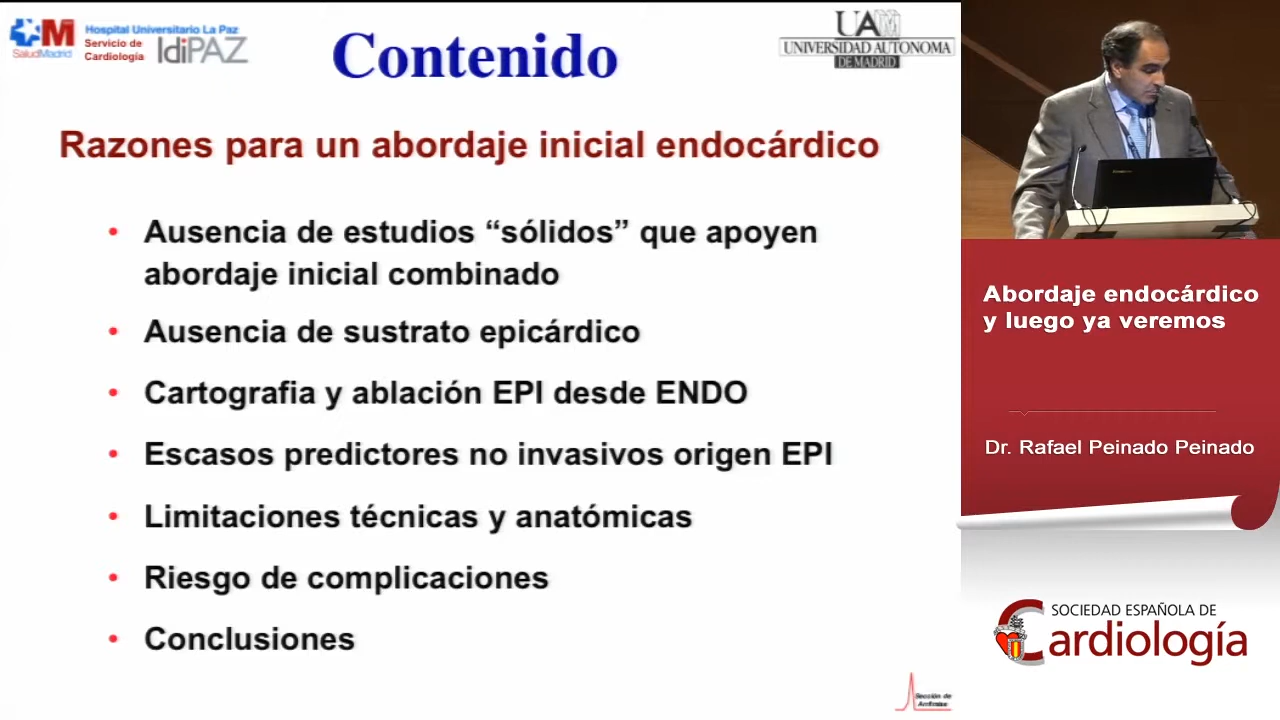 SaludMadrid
Hospital Universitario La Paz
Servicio de
Cardiología
IdiPAZ
Contenido
UAM
UNIVERSIDAD AUTONOMA
DE MADRID
Razones para un abordaje inicial endocárdico
• Ausencia de estudios “sólidos” que apoyen
abordaje inicial combinado
• Ausencia de sustrato epicárdico
• Cartografia y ablación EPI desde ENDO
• Escasos predictores no invasivos origen EPI
• Limitaciones técnicas y anatómicas
• Riesgo de complicaciones
• Conclusiones
Sección de
Abordaje endocárdico
y luego ya veremos
Dr. Rafael Peinado Peinado
SOCIEDAD ESPAÑOLA DE
Cardiología